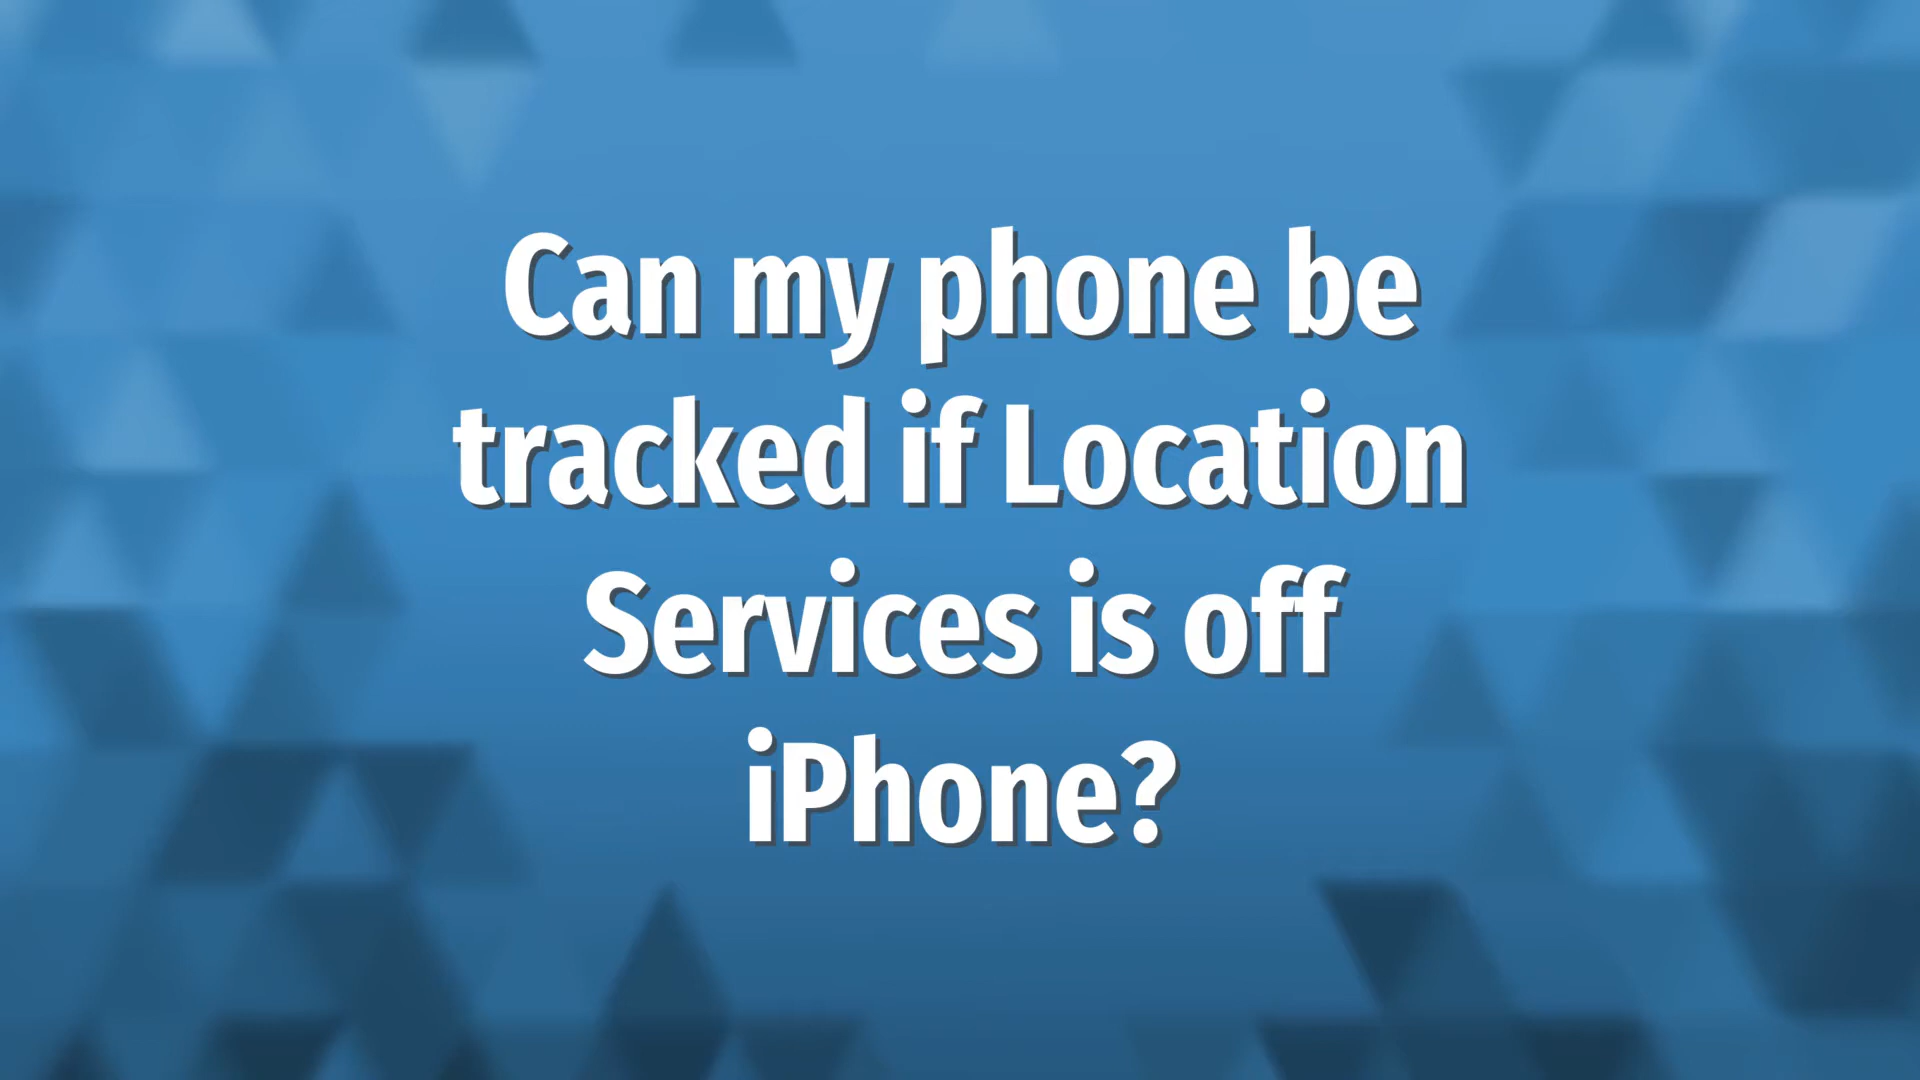 Can my phone be
tracked if Location
Services is off
iPhone?